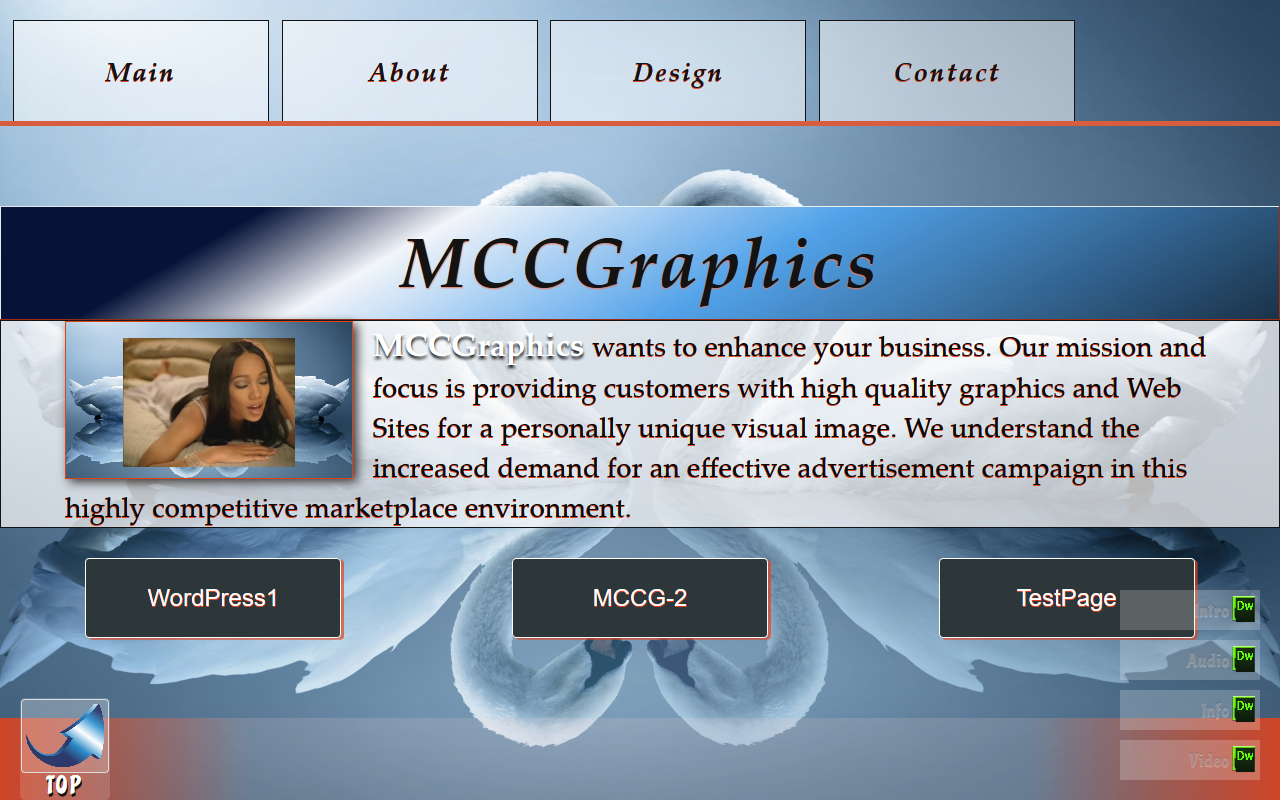 Main
About
Design
Contact
MCCGraphics
MCCGraphics wants to enhance your business. Our mission and
focus is providing customers with high quality graphics and Web
Sites for a personally unique visual image. We understand the
increased demand for an effective advertisement campaign in this
highly competitive marketplace environment.
WordPress1
MCCG-2
TestPage
Intro Dw
Audio Dw
Info Dw
Video Dw
TOP